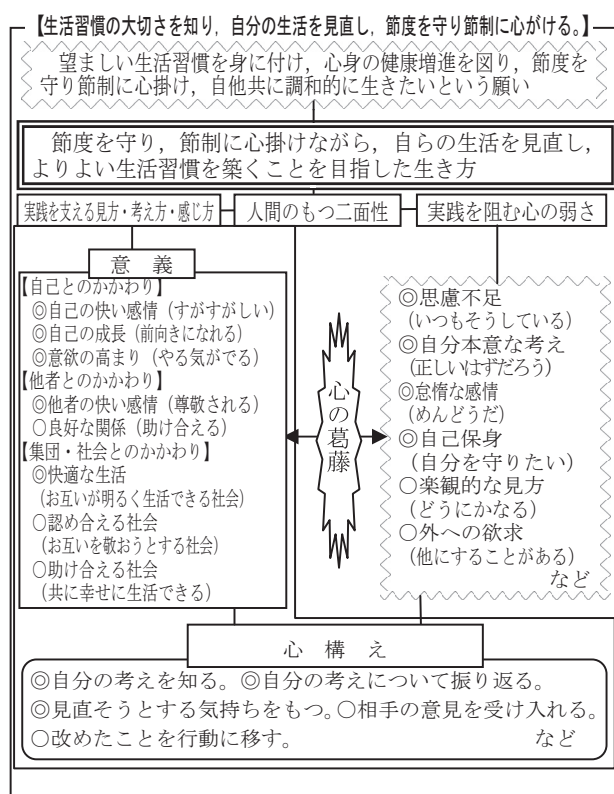 【生活習慣の大切さを知り，自分の生活を見直し，節度を守り節制に心がける。】
望ましい生活習慣を身に付け，心身の健康増進を図り，節度を
守り節制に心掛け，自他共に調和的に生きたいという願い
節度を守り，節制に心掛けながら，自らの生活を見直し，
よりよい生活習慣を築くことを目指した生き方
実践を支える見方・考え方・感じ方
人間のもつ二面性
実践を阻む心の弱さ
意義
【自己とのかかわり】
◎自己の快い感情（すがすがしい）
◎自己の成長（前向きになれる）
◎意欲の高まり（やる気がでる）
【他者とのかかわり】
◎他者の快い感情（尊敬される）
○良好な関係（助け合える）
【集団・社会とのかかわり】
◎快適な生活
（お互いが明るく生活できる社会）
○認め合える社会
（お互いを敬おうとする社会）
○助け合える社会
（共に幸せに生活できる）
心の葛藤
◎思慮不足
（いつもそうしている）
◎自分本意な考え
（正しいはずだろう）
◎怠惰な感情
（めんどうだ）
◎自己保身
（自分を守りたい）
○楽観的な見方
（どうにかなる）
○外への欲求
（他にすることがある）
など
心構え
◎自分の考えを知る。◎自分の考えについて振り返る。
◎見直そうとする気持ちをもつ。○相手の意見を受け入れる。
○改めたことを行動に移す。 など